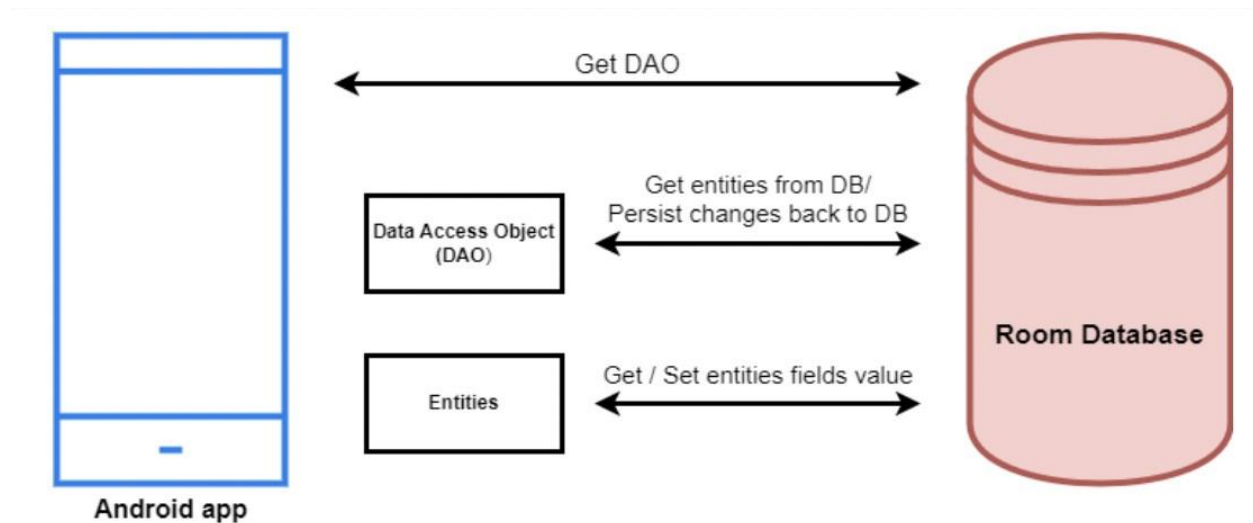 Get DAO
Get entities from DB/
Persist changes back to DB
Data Access Object
(DAO)
Room Database
Get / Set entities fields value
Entities
Android app